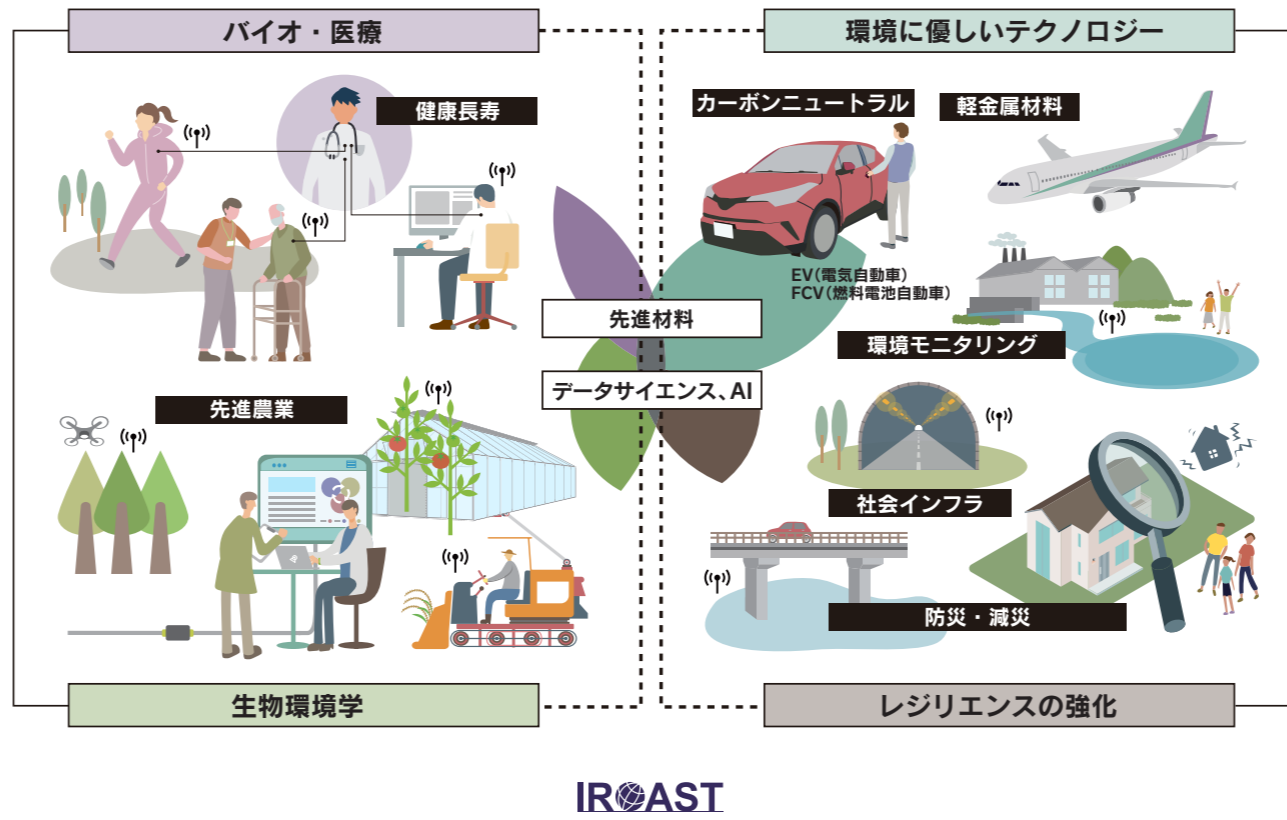 バイオ・医療
環境に優しいテクノロジー
健康長寿
カーボンニュートラル
軽金属材料
EV(電気自動車)
FCV(燃料電池自動車)
先進材料
環境モニタリング
データサイエンス、AI
先進農業
社会インフラ
防災・減災
生物環境学
レジリエンスの強化
IROAST